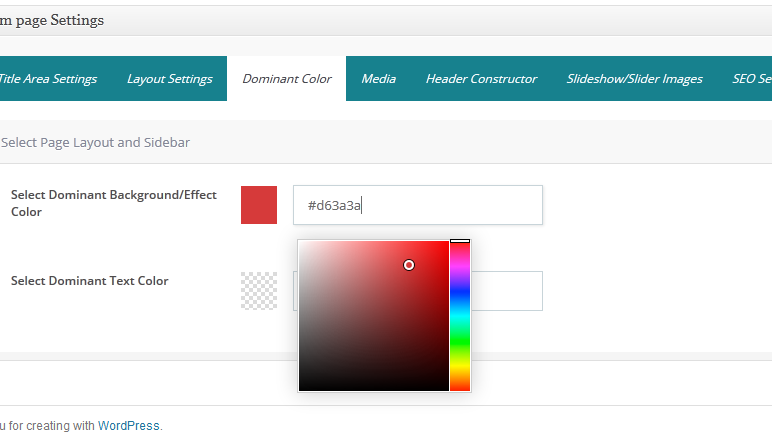 m page Settings
Title Area Settings Layout Settings Dominant Color Media Header Constructor Slideshow/Slider Images SEO Se
Select Page Layout and Sidebar
Select Dominant Background/Effect
Color
#d63a3a
Select Dominant Text Color
u for creating with WordPress.